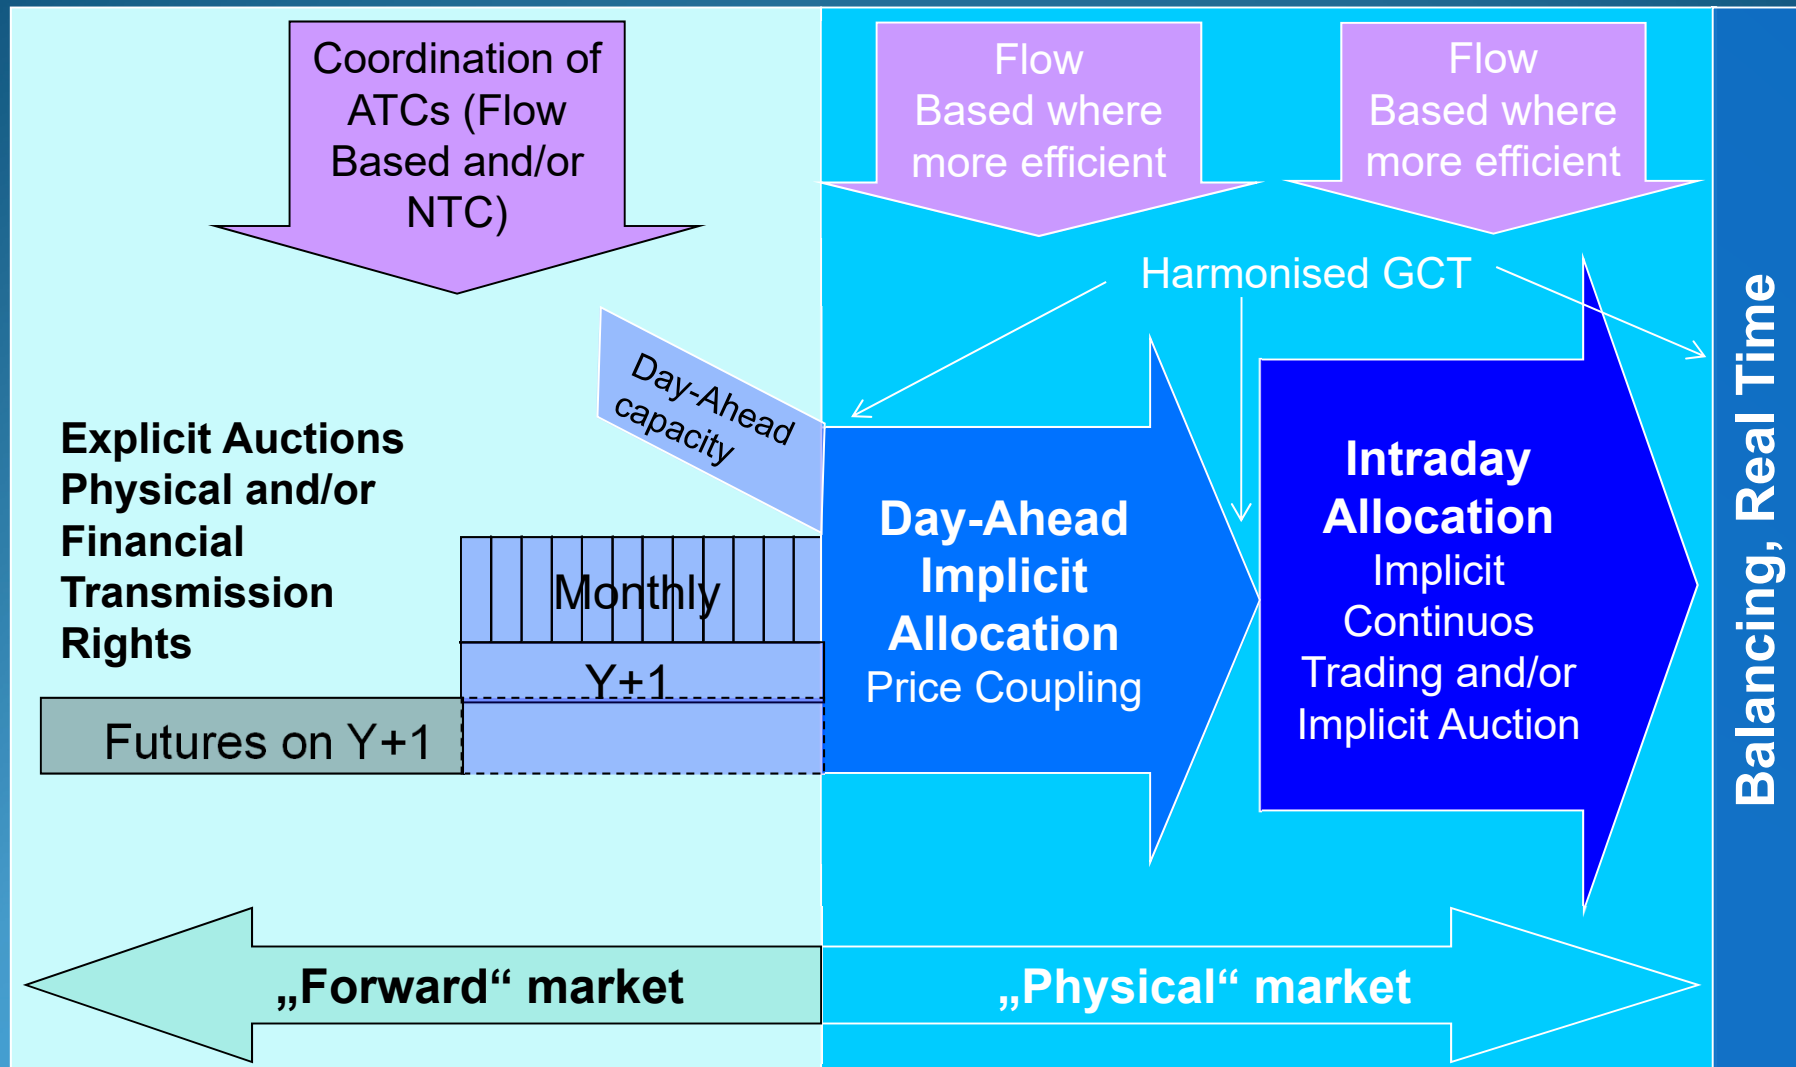 Coordination of
ATCs (Flow
Based and/or
NTC)
Flow
Based where
more efficient
Flow
Based where
more efficient
Harmonised GCT
Day-Ahead
capacity
Explicit Auctions
Physical and/or
Financial
Transmission
Rights
Monthly
Y+1
Futures on Y+1
Day-Ahead
Implicit
Allocation
Price Coupling
Intraday
Allocation
Implicit
Continuos
Trading and/or
Implicit Auction
Balancing, Real Time
„Forward“ market
„Physical“ market